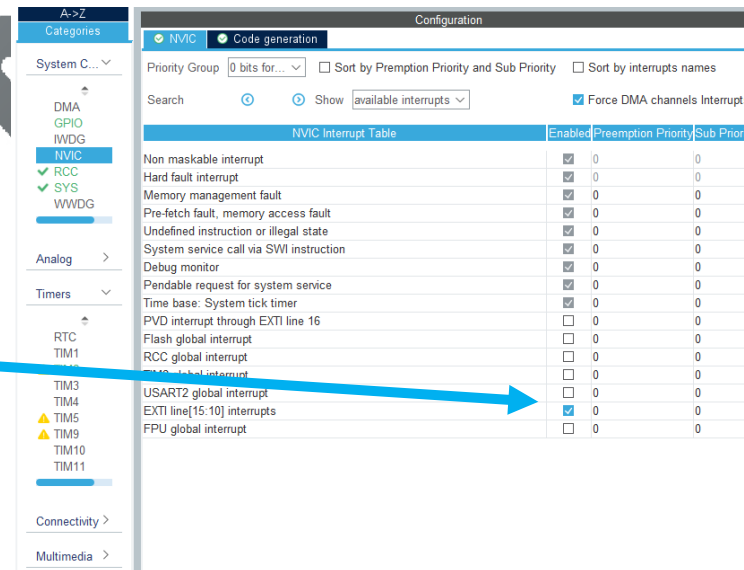 A->Z
Categories
System C...
DMA
GPIO
IWDG
NVIC
RCC
SYS
WWDG
Analog
Timers
RTC
TIM1
TIM3
TIM4
TIM5
TIM9
TIM10
TIM11
Connectivity
Multimedia
Configuration
NVIC Code generation
Priority Group 0 bits for... Sort by Premption Priority and Sub Priority Sort by interrupts names
Search Show available interrupts Force DMA channels Interrupt
NVIC Interrupt Table Enabled Preemption Priority Sub Prior
Non maskable interrupt 0 0
Hard fault interrupt 0 0
Memory management fault 0 0
Pre-fetch fault, memory access fault 0 0
Undefined instruction or illegal state 0 0
System service call via SWI instruction 0 0
Debug monitor 0 0
Pendable request for system service 0 0
Time base: System tick timer 0 0
PVD interrupt through EXTI line 16 0 0
Flash global interrupt 0 0
RCC global interrupt 0 0
global interrupt 0 0
USART2 global interrupt 0 0
EXTI line[15:10] interrupts 0 0
FPU global interrupt 0 0